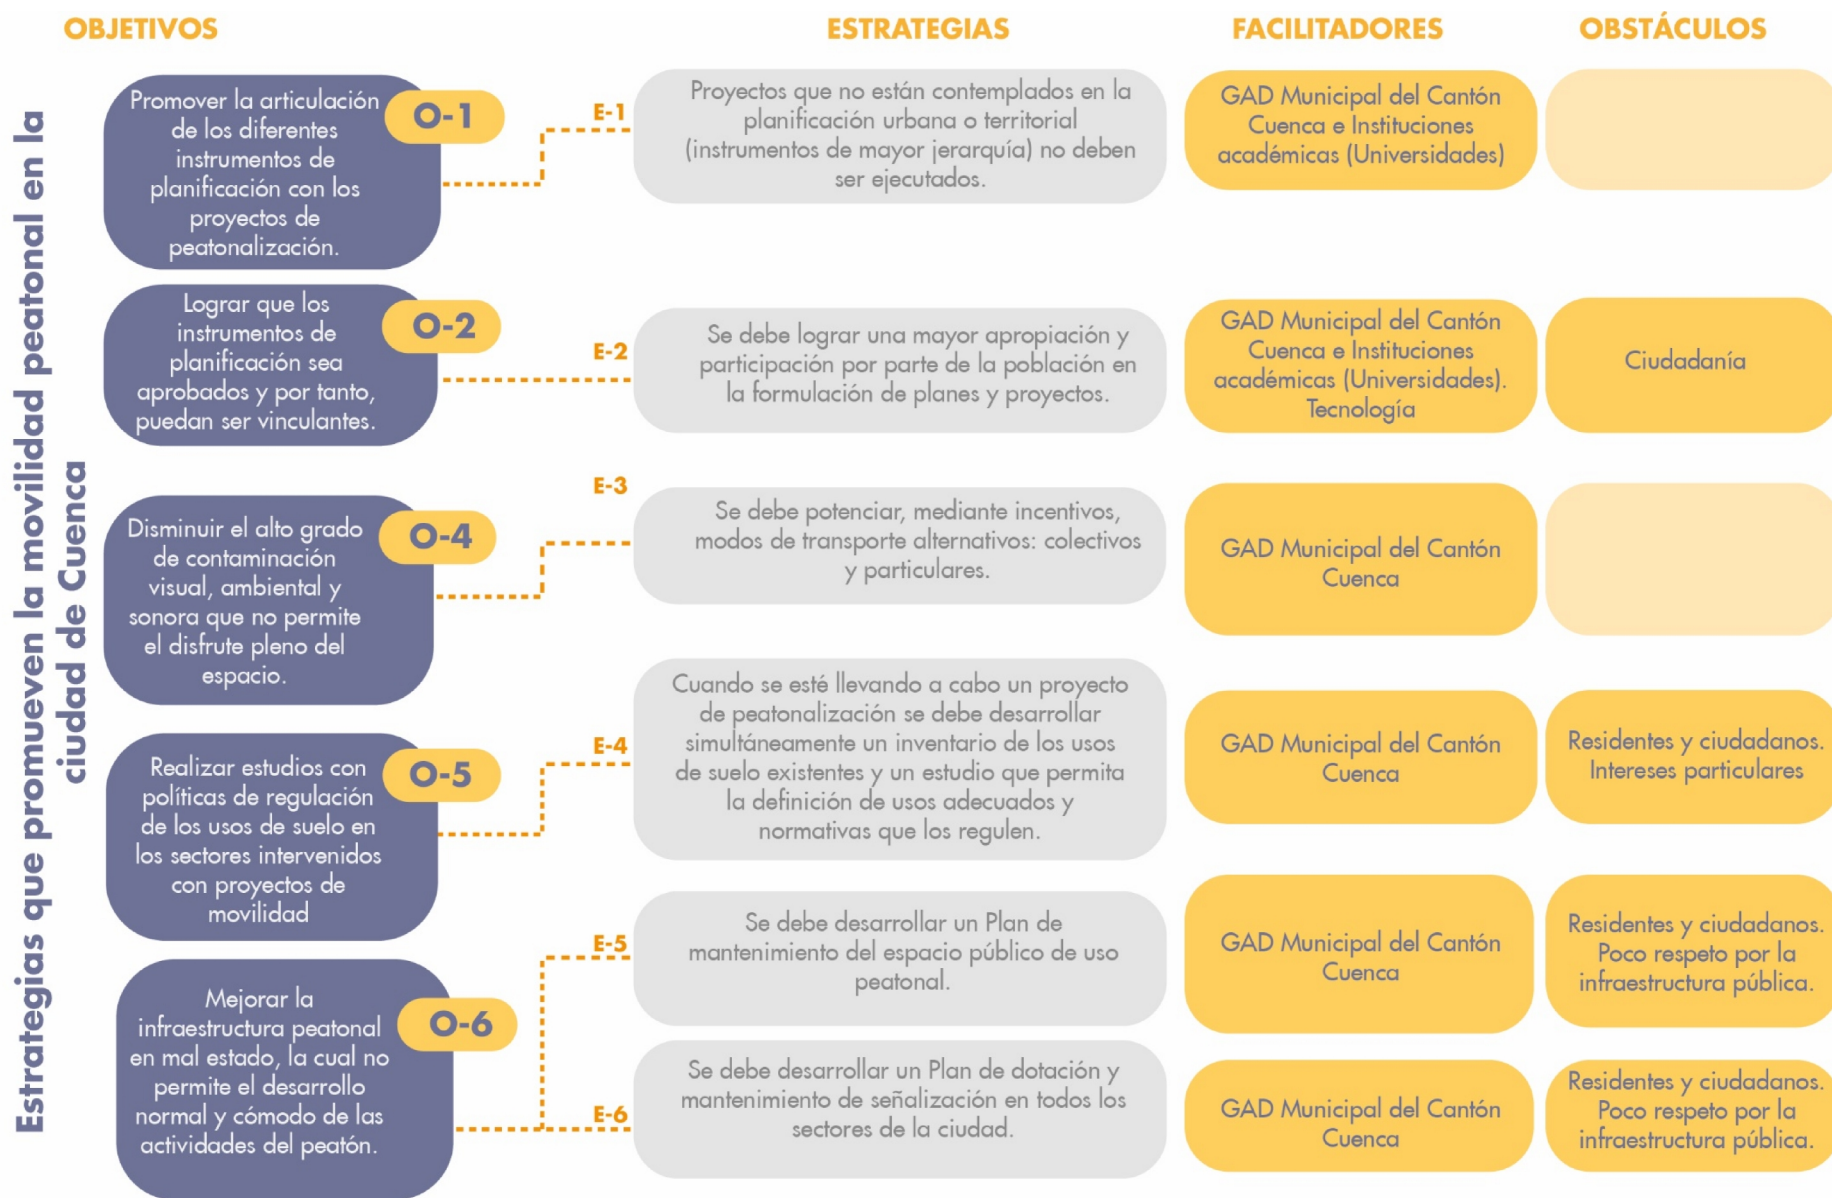 Estrategias que promueven la movilidad peatonal en la
ciudad de Cuenca
OBJETIVOS
ESTRATEGIAS
FACILITADORES
OBSTÁCULOS
Promover la articulación
de los diferentes
instrumentos de
planificación con los
proyectos de
peatonalización.
O-1
E-1
Proyectos que no están contemplados en la
planificación urbana o territorial
(instrumentos de mayor jerarquía) no deben
ser ejecutados.
GAD Municipal del Cantón
Cuenca e Instituciones
académicas (Universidades)
Lograr que los
instrumentos de
planificación sea
aprobados y por tanto,
puedan ser vinculantes.
O-2
E-2
Se debe lograr una mayor apropiación y
participación por parte de la población en
la formulación de planes y proyectos.
GAD Municipal del Cantón
Cuenca e Instituciones
académicas (Universidades).
Tecnología
Ciudadanía
Disminuir el alto grado
de contaminación
visual, ambiental y
sonora que no permite
el disfrute pleno del
espacio.
O-4
E-3
Se debe potenciar, mediante incentivos,
modos de transporte alternativos: colectivos
y particulares.
GAD Municipal del Cantón
Cuenca
Realizar estudios con
políticas de regulación
de los usos de suelo en
los sectores intervenidos
con proyectos de
movilidad
O-5
E-4
Cuando se esté llevando a cabo un proyecto
de peatonalización se debe desarrollar
simultáneamente un inventario de los usos
de suelo existentes y un estudio que permita
la definición de usos adecuados y
normativas que los regulen.
GAD Municipal del Cantón
Cuenca
Residentes y ciudadanos.
Intereses particulares
Mejorar la
infraestructura peatonal
en mal estado, la cual no
permite el desarrollo
normal y cómodo de las
actividades del peatón.
O-6
E-5
Se debe desarrollar un Plan de
mantenimiento del espacio público de uso
peatonal.
GAD Municipal del Cantón
Cuenca
Residentes y ciudadanos.
Poco respeto por la
infraestructura pública.
E-6
Se debe desarrollar un Plan de dotación y
mantenimiento de señalización en todos los
sectores de la ciudad.
GAD Municipal del Cantón
Cuenca
Residentes y ciudadanos.
Poco respeto por la
infraestructura pública.